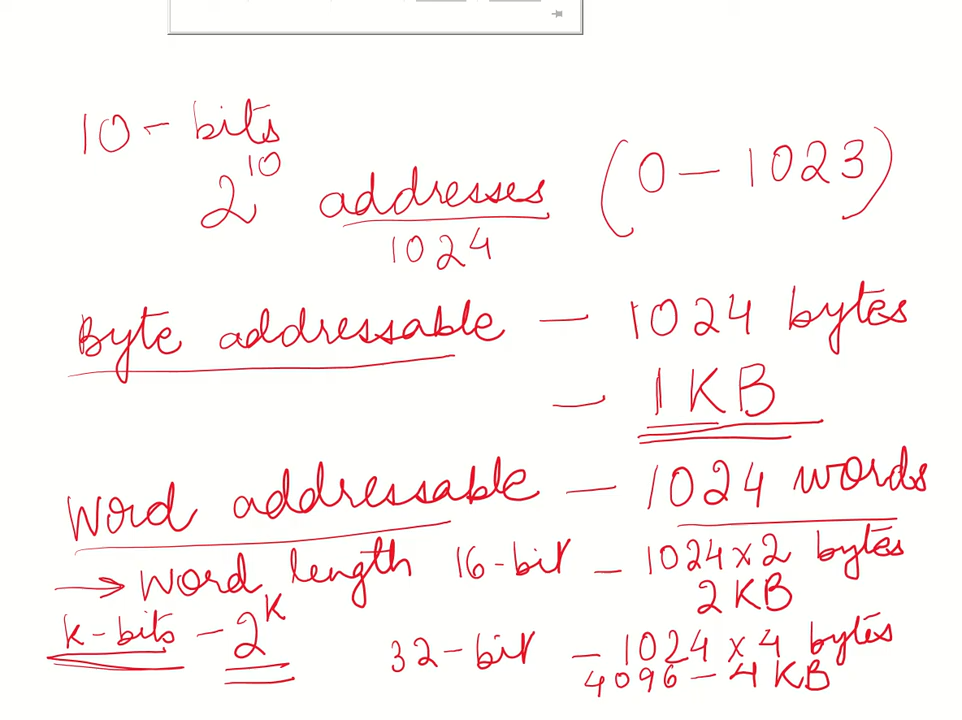 10 - bits
2^10 addresses (0 - 1023)
1024
Byte addressable - 1024 bytes
- 1 KB
Word addressable - 1024 words
→ word length 16-bit - 1024 x 2 bytes
2 KB
k-bits - 2^k 32-bit - 1024 x 4 bytes
4096 - 4 KB